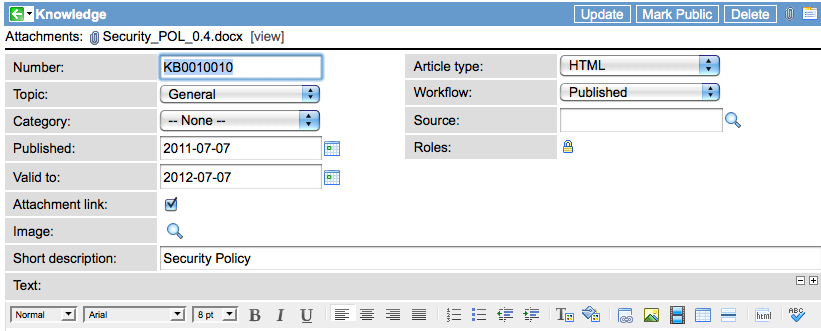 Knowledge Update Mark Public Delete
Attachments: Security_POL_0.4.docx [view]
Number: KB0010010 Article type: HTML
Topic: General Workflow: Published
Category: -- None -- Source:
Published: 2011-07-07 Roles:
Valid to: 2012-07-07
Attachment link:
Image:
Short description: Security Policy
Text:
Normal Arial 8 pt B I U T html ABC